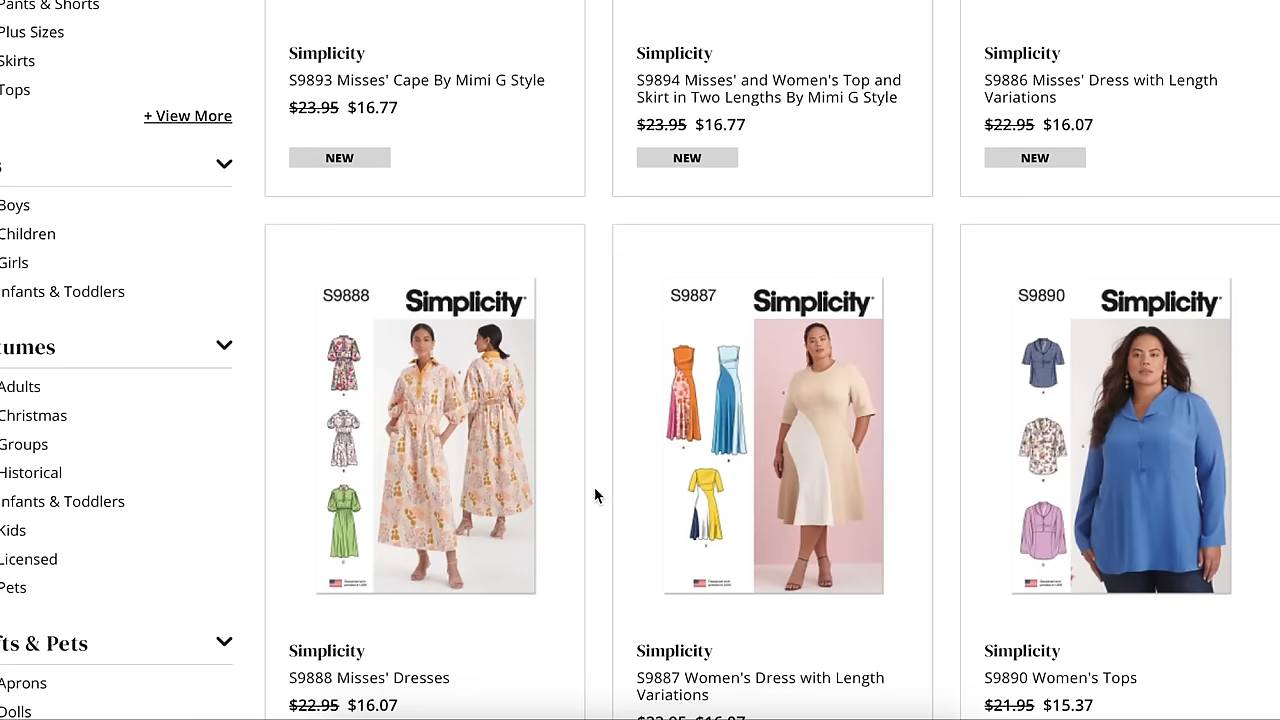 Pants & Shorts
Plus Sizes
Skirts
Tops
+ View More
s
Boys
Children
Girls
Infants & Toddlers
tumes
Adults
Christmas
Groups
Historical
Infants & Toddlers
Kids
Licensed
Pets
fts & Pets
Aprons
Dolls
Simplicity
S9893 Misses' Cape By Mimi G Style
$23.95 $16.77
NEW
Simplicity
S9894 Misses' and Women's Top and
Skirt in Two Lengths By Mimi G Style
$23.95 $16.77
NEW
Simplicity
S9886 Misses' Dress with Length
Variations
$22.95 $16.07
NEW
S9888
Simplicity
Simplicity
S9888 Misses' Dresses
$22.95 $16.07
S9887
Simplicity
Simplicity
S9887 Women's Dress with Length
Variations
S9890
Simplicity
Simplicity
S9890 Women's Tops
$21.95 $15.37